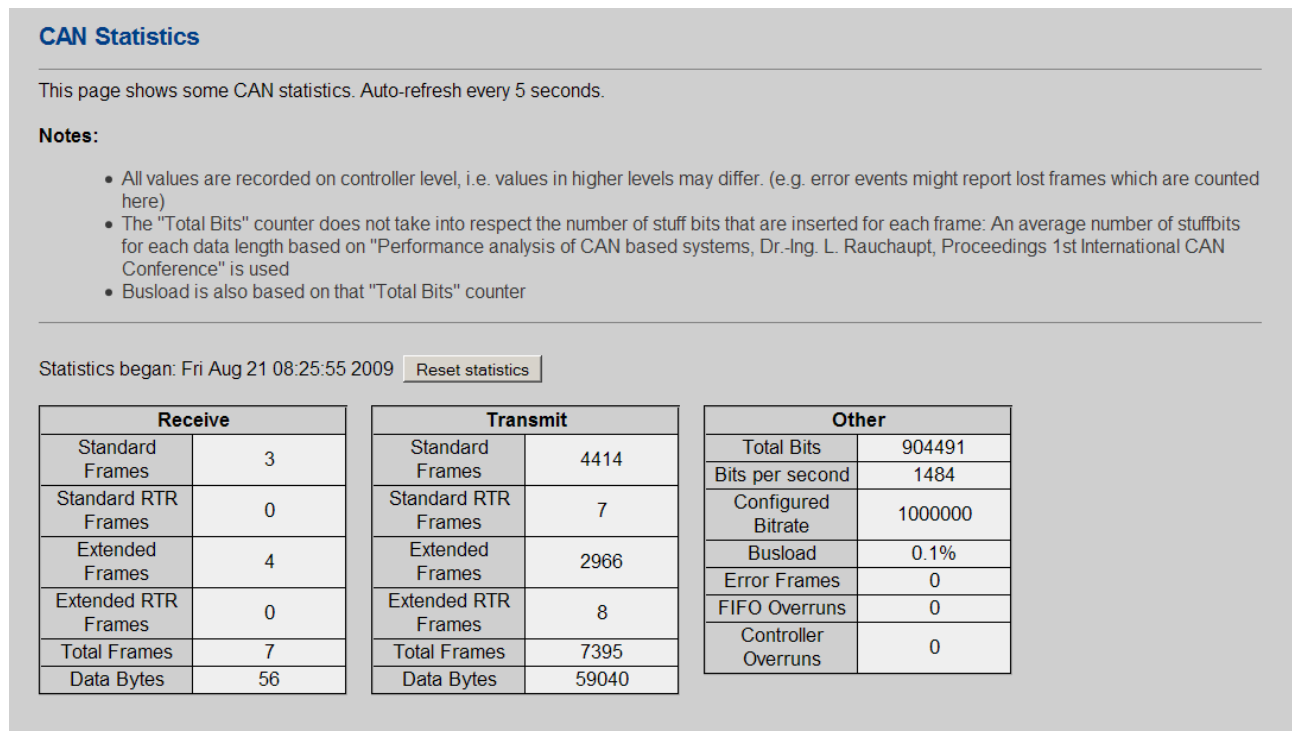 CAN Statistics
This page shows some CAN statistics. Auto-refresh every 5 seconds.
Notes:
All values are recorded on controller level, i.e. values in higher levels may differ. (e.g. error events might report lost frames which are counted
here)
The "Total Bits" counter does not take into respect the number of stuff bits that are inserted for each frame: An average number of stuffbits
for each data length based on "Performance analysis of CAN based systems, Dr.-Ing. L. Rauchaupt, Proceedings 1st International CAN
Conference" is used
Busload is also based on that "Total Bits" counter
Statistics began: Fri Aug 21 08:25:55 2009 Reset statistics
Receive
Standard
Frames
3
Standard RTR
Frames
0
Extended
Frames
4
Extended RTR
Frames
0
Total Frames 7
Data Bytes 56
Transmit
Standard
Frames
4414
Standard RTR
Frames
7
Extended
Frames
2966
Extended RTR
Frames
8
Total Frames 7395
Data Bytes 59040
Other
Total Bits 904491
Bits per second 1484
Configured
Bitrate
1000000
Busload 0.1%
Error Frames 0
FIFO Overruns 0
Controller
Overruns
0